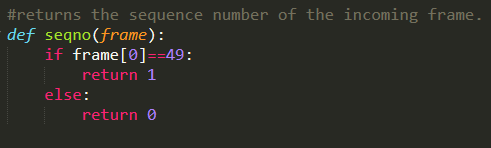 #returns the sequence number of the incoming frame.
def seqno(frame):
    if frame[0]==49:
        return 1
    else:
        return 0